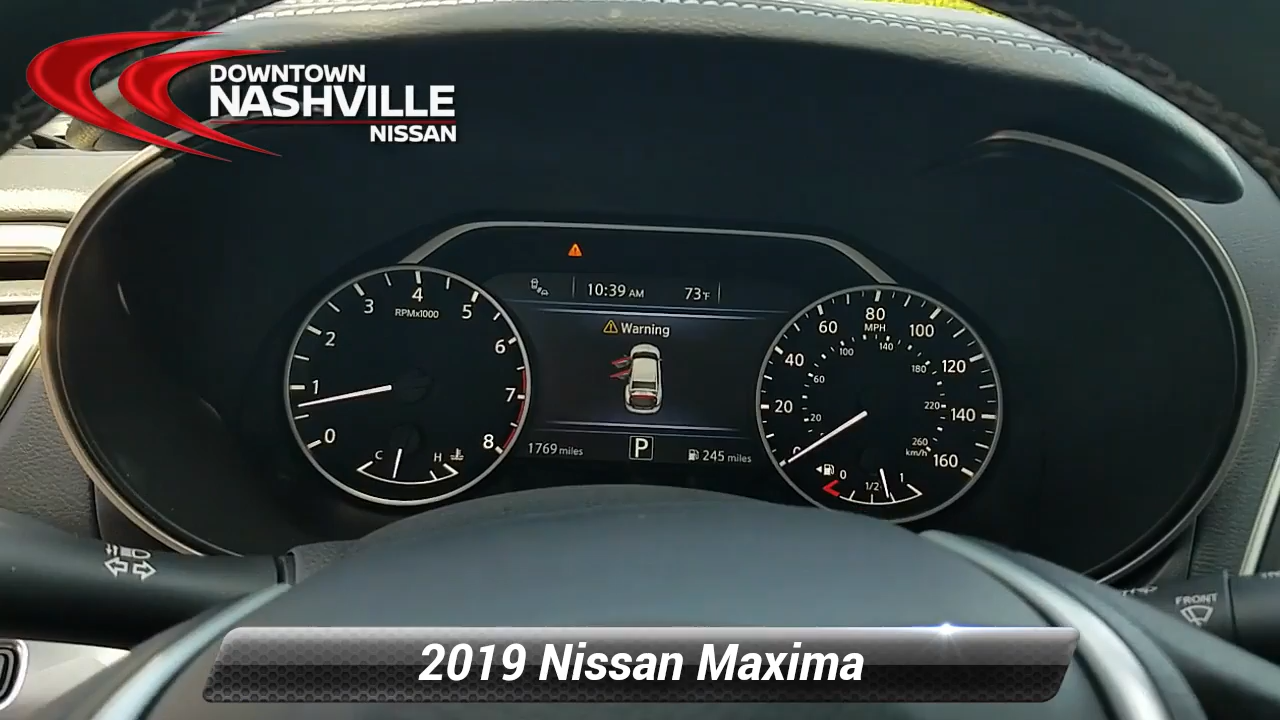 DOWNTOWN
NASHVILLE
NISSAN
10:39 AM 73°F
Warning
1769 miles P 245 miles
0 1 2 3 4 5 6 7 8
RPMx1000
C H
0 20 40 60 80 100 120 140 160
MPH
20 60 100 140 180 220 260
km/h
0 1/2 1
FRONT
2019 Nissan Maxima